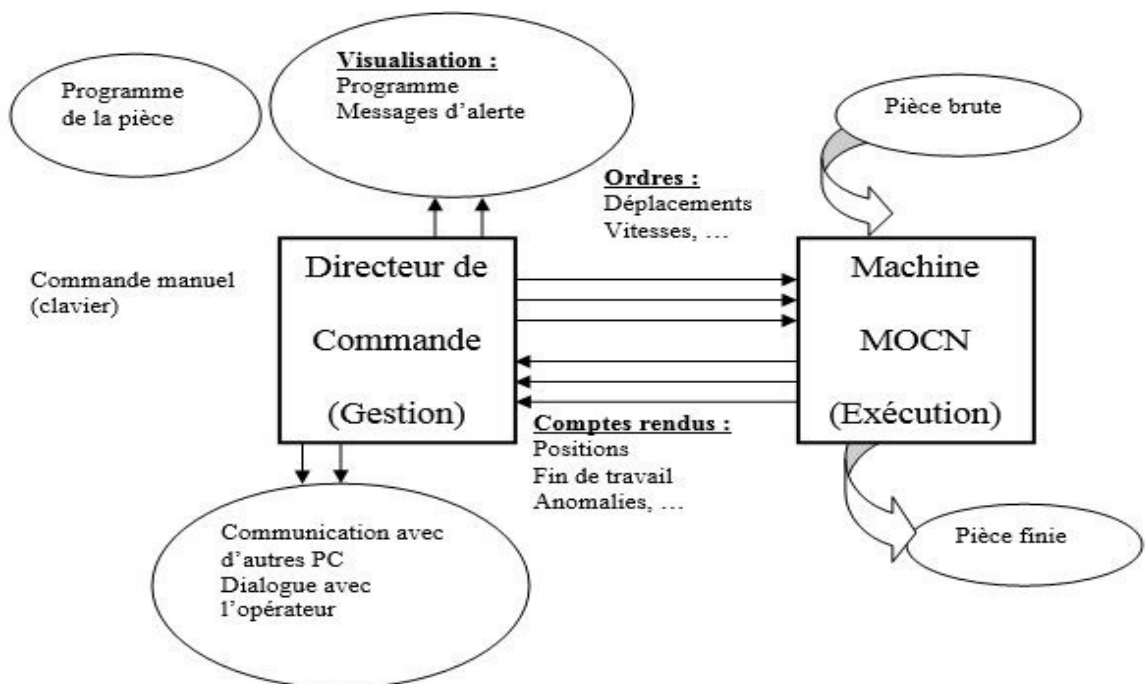 Programme
de la pièce
Visualisation :
Programme
Messages d’alerte
Pièce brute
Ordres :
Déplacements
Vitesses, …
Commande manuel
(clavier)
Directeur de
Commande
(Gestion)
Machine
MOCN
(Exécution)
Comptes rendus :
Positions
Fin de travail
Anomalies, …
Communication avec
d’autres PC
Dialogue avec
l’opérateur
Pièce finie